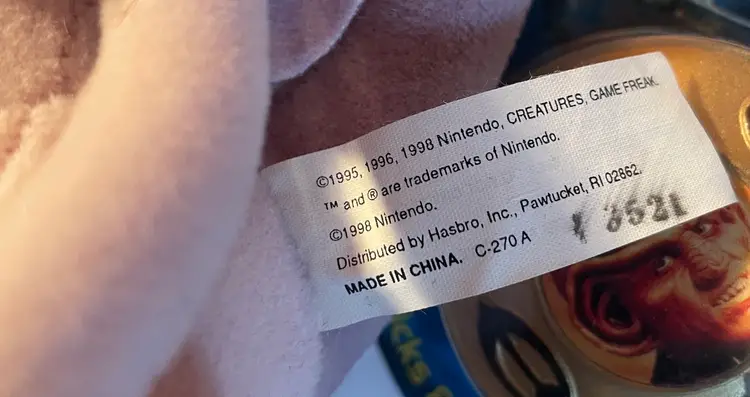 ©1995, 1996, 1998 Nintendo, CREATURES, GAME FREAK.
™ and ® are trademarks of Nintendo.
©1998 Nintendo.
Distributed by Hasbro, Inc., Pawtucket, RI 02862.
MADE IN CHINA. C-270 A